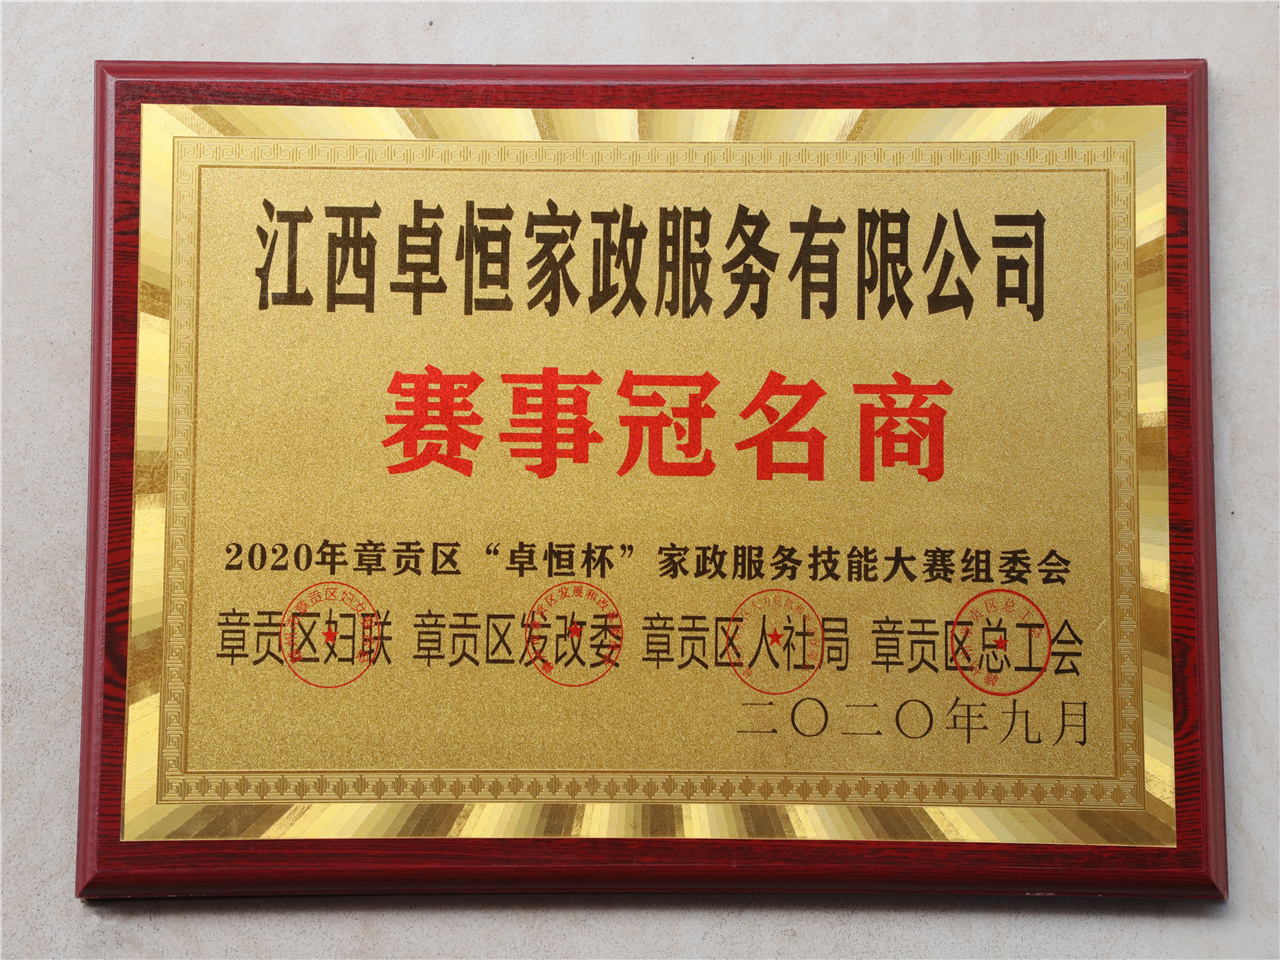 江西卓恒家政服务有限公司
赛事冠名商
2020年章贡区“卓恒杯”家政服务技能大赛组委会
章贡区妇联 章贡区发改委 章贡区人社局 章贡区总工会
二〇二〇年九月